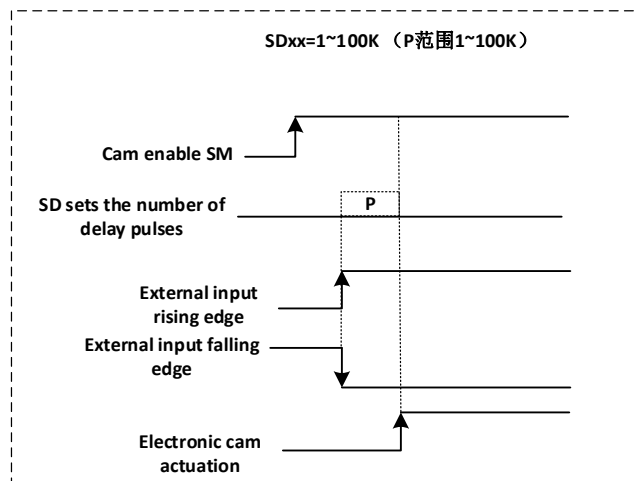 SDxx=1~100K （P范围1~100K）
Cam enable SM
SD sets the number of
delay pulses
P
External input
rising edge
External input falling
edge
Electronic cam
actuation